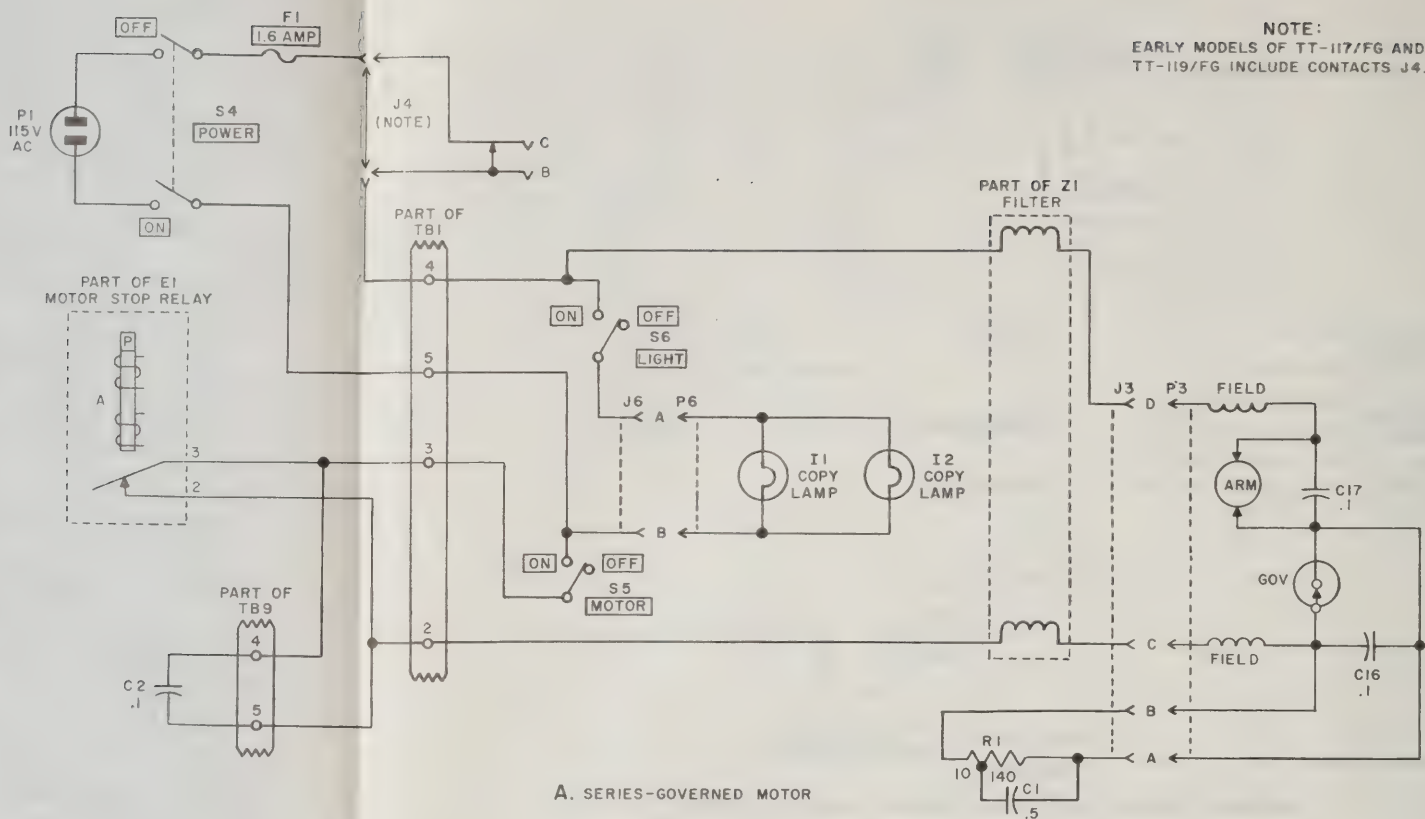 NOTE:
EARLY MODELS OF TT-117/FG AND
TT-119/FG INCLUDE CONTACTS J4.
OFF
F1
1.6 AMP
P1
115V
AC
S4
POWER
ON
J4
(NOTE)
C
B
PART OF Z1
FILTER
PART OF
TB1
4
5
3
2
PART OF E1
MOTOR STOP RELAY
P
A
3
2
ON
OFF
S6
LIGHT
J6 A P6
B
I1
COPY
LAMP
I2
COPY
LAMP
ON
OFF
S5
MOTOR
J3 D P3 FIELD
ARM
C17
.1
GOV
C
FIELD
C16
.1
B
A
PART OF
TB9
4
5
C2
.1
R1
10 140
C1
.5
A. SERIES-GOVERNED MOTOR